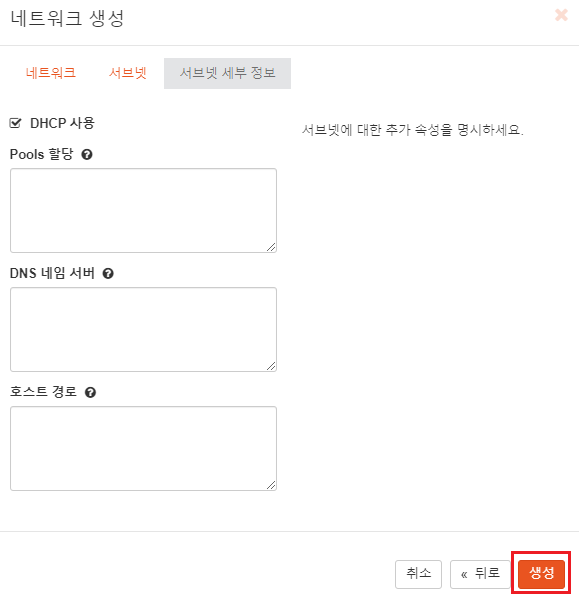 네트워크 생성
네트워크 서브넷 서브넷 세부 정보
DHCP 사용
서브넷에 대한 추가 속성을 명시하세요.
Pools 할당
DNS 네임 서버
호스트 경로
취소 « 뒤로 생성